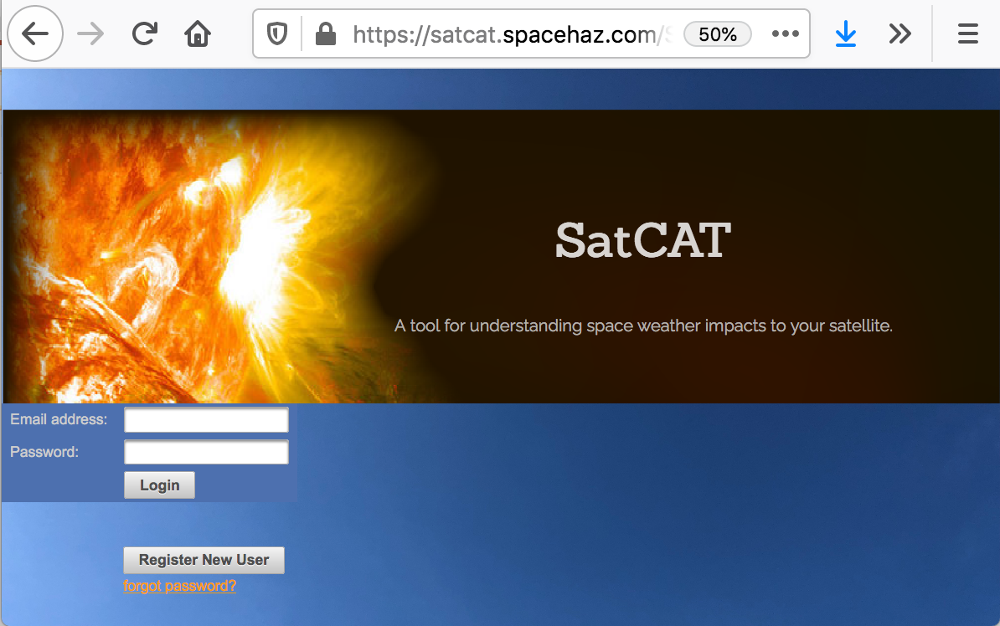 https://satcat.spacehaz.com/ 50%
SatCAT
A tool for understanding space weather impacts to your satellite.
Email address:
Password:
Login
Register New User
forgot password?